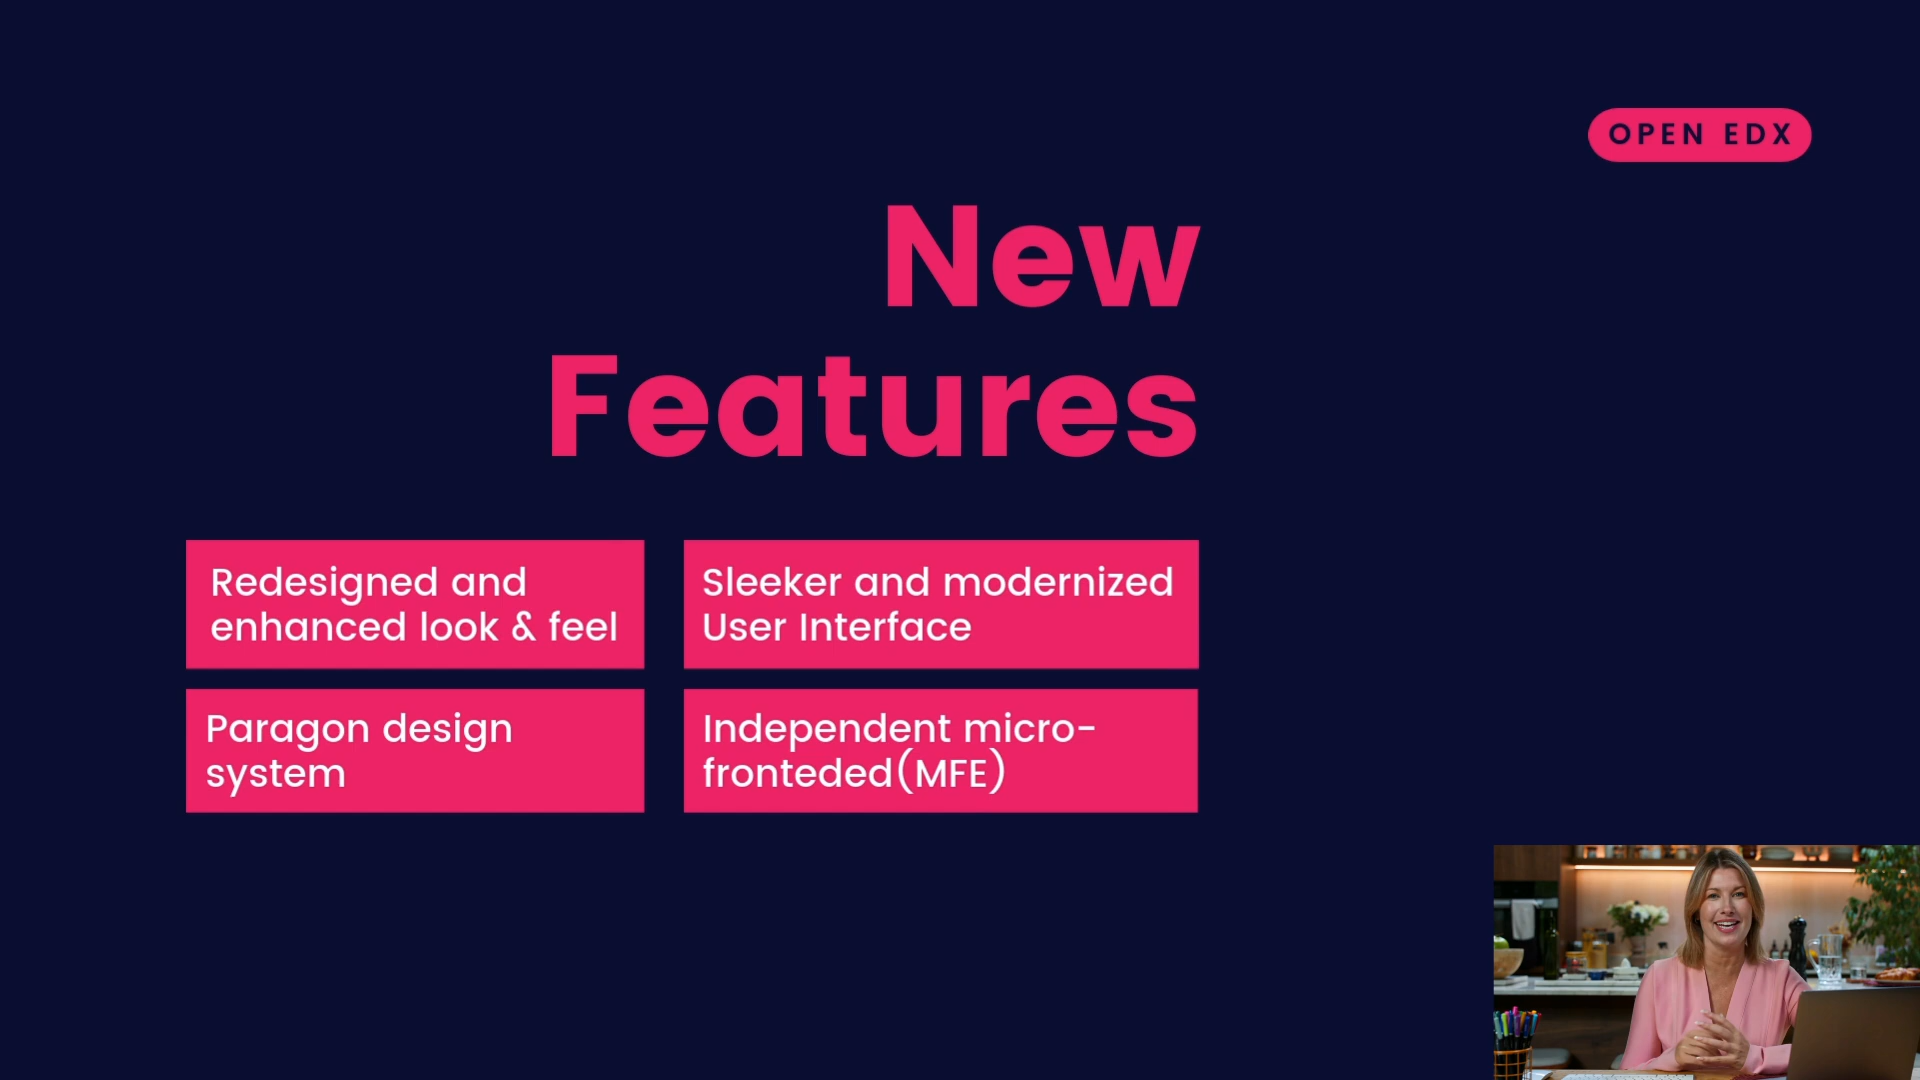 OPEN EDX
New
Features
Redesigned and
enhanced look & feel
Sleeker and modernized
User Interface
Paragon design
system
Independent micro-
fronteded(MFE)